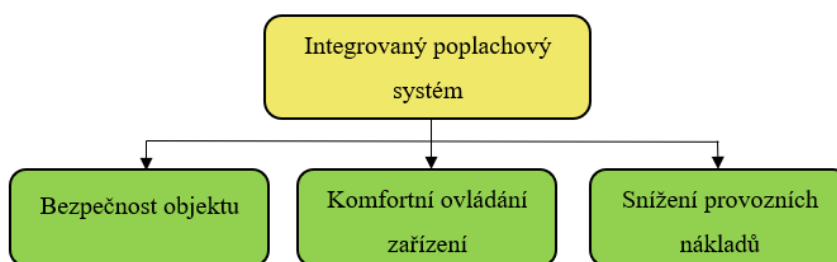 Integrovaný poplachový
systém
Bezpečnost objektu
Komfortní ovládání
zařízení
Snížení provozních
nákladů